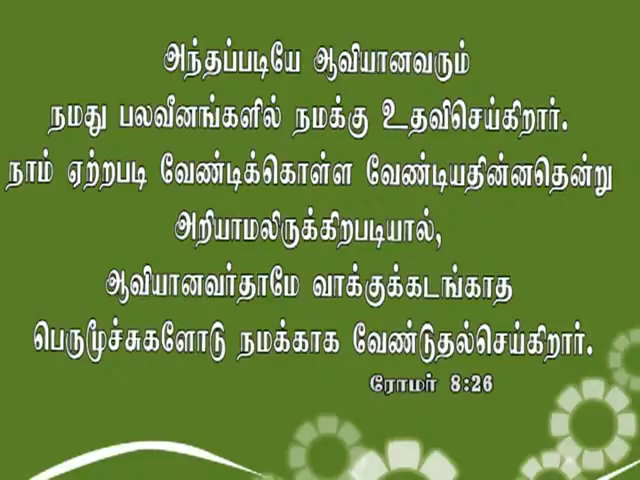 அந்தப்படியே ஆவியானவரும்
நமது பலவீனங்களில் நமக்கு உதவிசெய்கிறார்.
நாம் ஏற்றபடி வேண்டிக்கொள்ள வேண்டியதின்னதென்று
அறியாமலிருக்கிறபடியால்,
ஆவியானவர்தாமே வாக்குக்கடங்காத
பெருமூச்சுகளோடு நமக்காக வேண்டுதல்செய்கிறார்.
ரோமர் 8:26